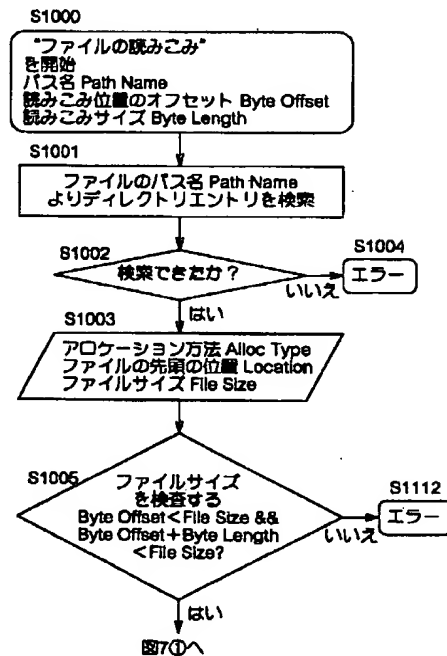 S1000
“ファイルの読みこみ”
を開始
パス名 Path Name
読みこみ位置のオフセット Byte Offset
読みこみサイズ Byte Length
S1001
ファイルのパス名 Path Name
よりディレクトリエントリを検索
S1002
検索できたか？
いいえ
S1004
エラー
はい
S1003
アロケーション方法 Alloc Type
ファイルの先頭の位置 Location
ファイルサイズ File Size
S1005
ファイルサイズ
を検査する
Byte Offset<File Size &&
Byte Offset+Byte Length
<File Size?
いいえ
S1112
エラー
はい
図7①へ